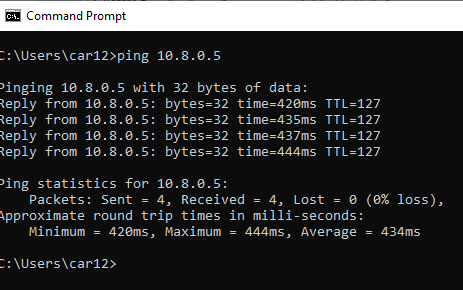 Command Prompt
C:\Users\car12>ping 10.8.0.5
Pinging 10.8.0.5 with 32 bytes of data:
Reply from 10.8.0.5: bytes=32 time=420ms TTL=127
Reply from 10.8.0.5: bytes=32 time=435ms TTL=127
Reply from 10.8.0.5: bytes=32 time=437ms TTL=127
Reply from 10.8.0.5: bytes=32 time=444ms TTL=127
Ping statistics for 10.8.0.5:
    Packets: Sent = 4, Received = 4, Lost = 0 (0% loss),
Approximate round trip times in milli-seconds:
    Minimum = 420ms, Maximum = 444ms, Average = 434ms
C:\Users\car12>